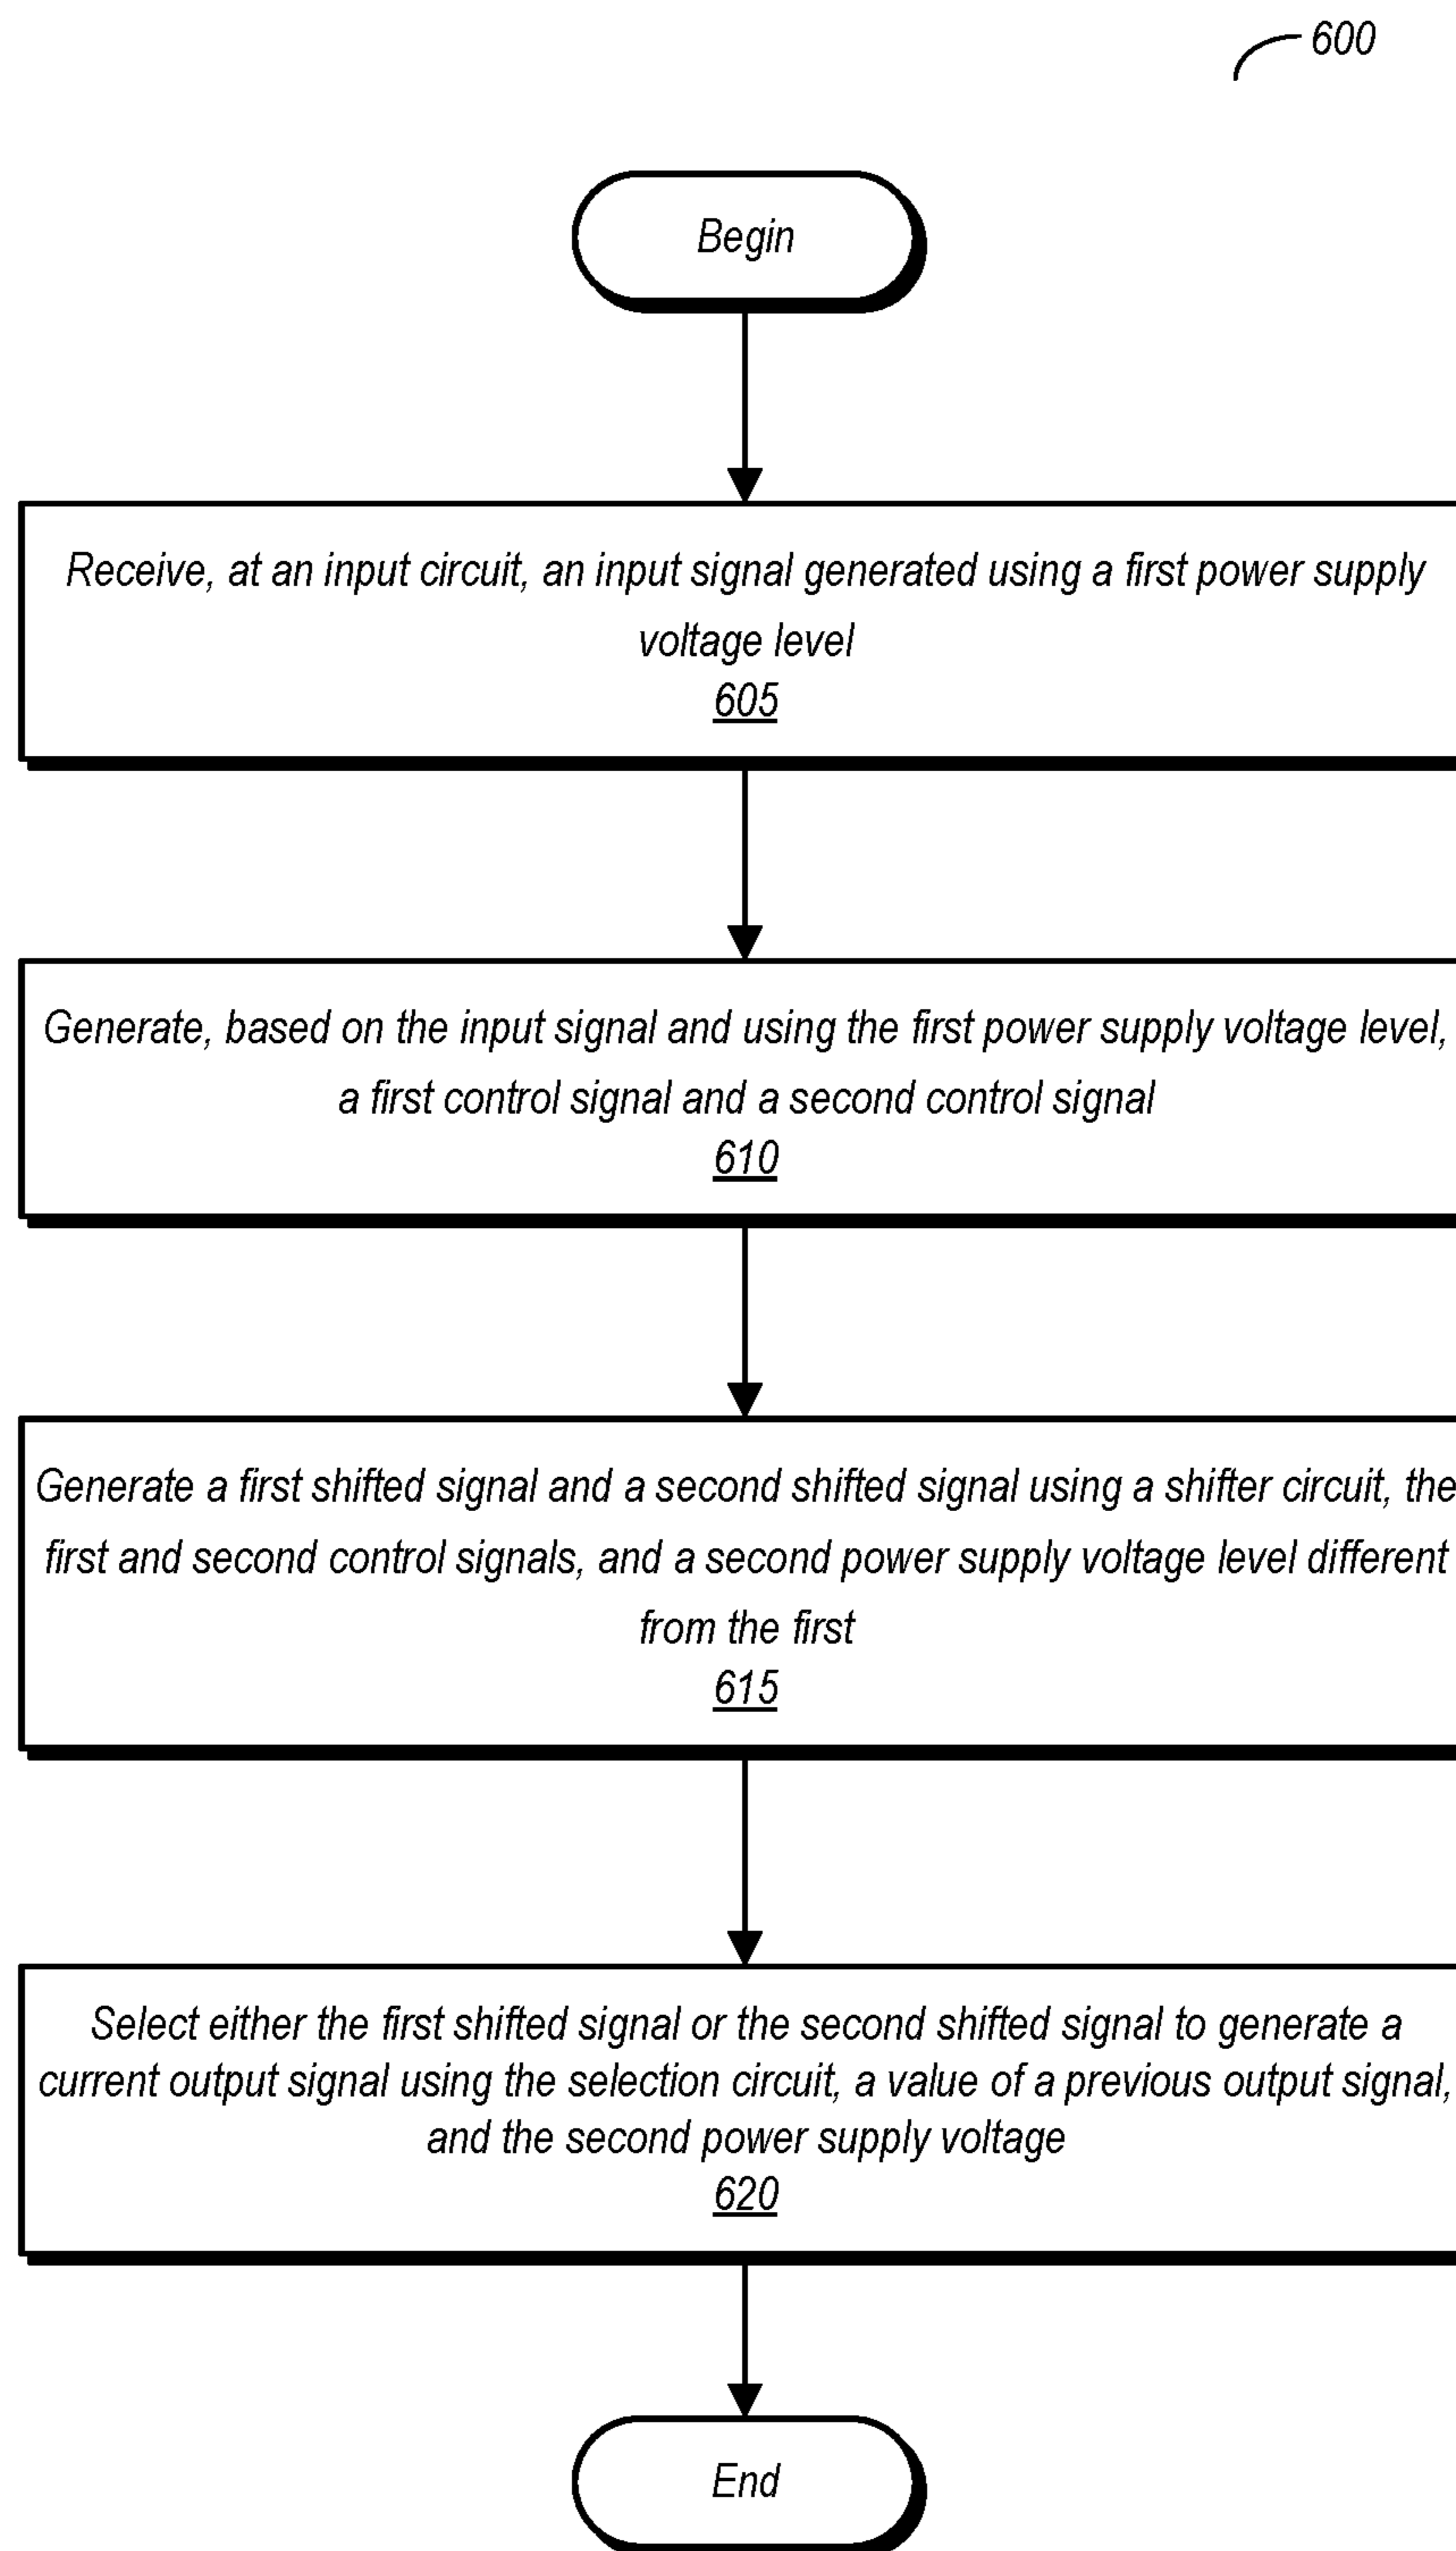 600
Begin
Receive, at an input circuit, an input signal generated using a first power supply
voltage level
605
Generate, based on the input signal and using the first power supply voltage level,
a first control signal and a second control signal
610
Generate a first shifted signal and a second shifted signal using a shifter circuit, the
first and second control signals, and a second power supply voltage level different
from the first
615
Select either the first shifted signal or the second shifted signal to generate a
current output signal using the selection circuit, a value of a previous output signal,
and the second power supply voltage
620
End